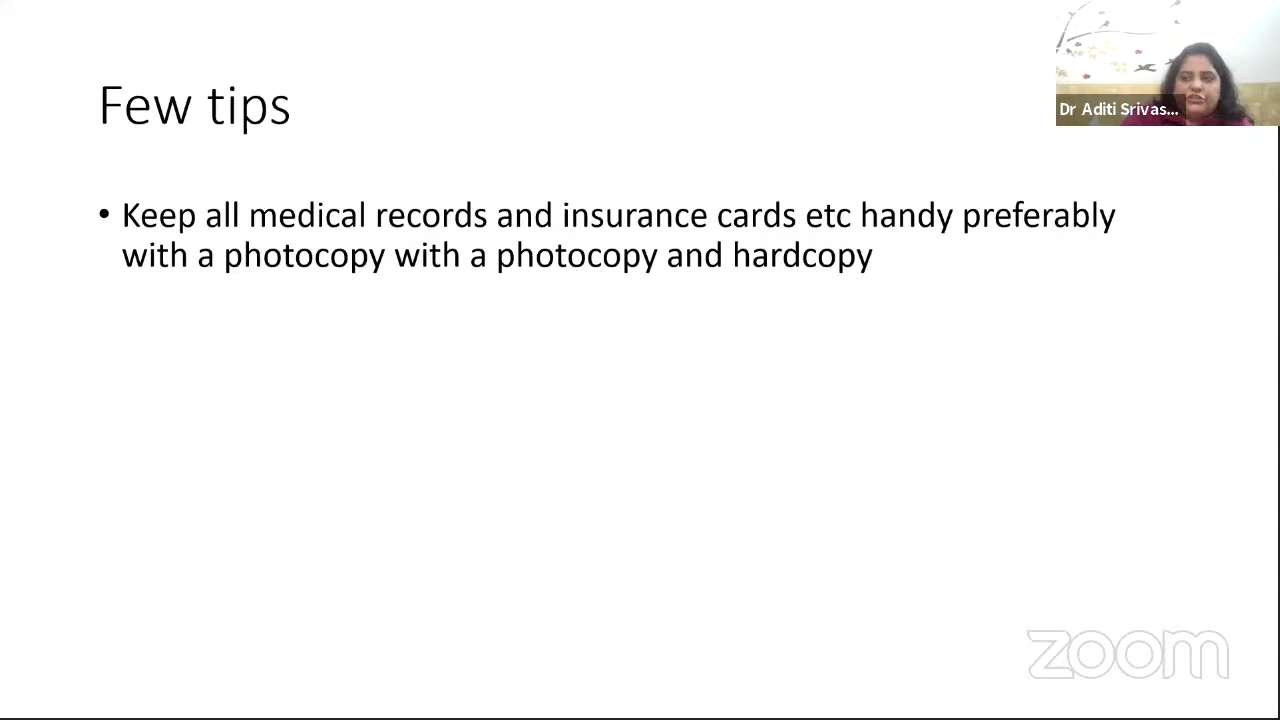 Few tips
Dr Aditi Srivas...
• Keep all medical records and insurance cards etc handy preferably
with a photocopy with a photocopy and hardcopy
zoom